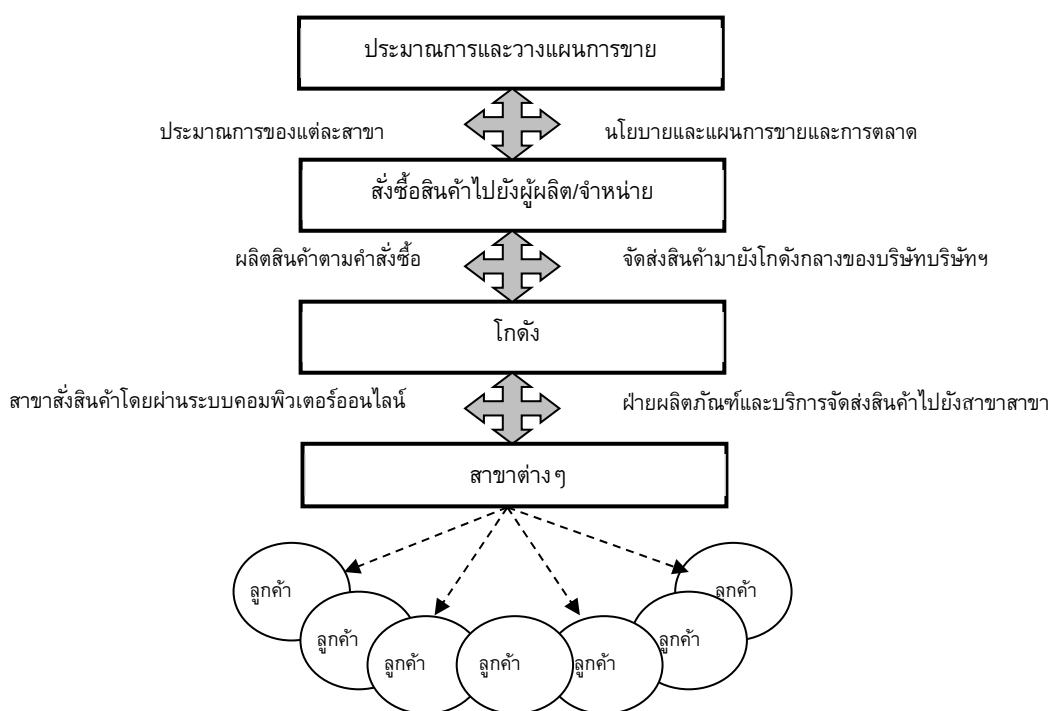 ประมาณการและวางแผนการขาย
ประมาณการของแต่ละสาขา
นโยบายและแผนการขายและการตลาด
สั่งซื้อสินค้าไปยังผู้ผลิต/จำหน่าย
ผลิตสินค้าตามคำสั่งซื้อ
จัดส่งสินค้ามายังโกดังกลางของบริษัทบริษัทฯ
โกดัง
สาขาสั่งสินค้าโดยผ่านระบบคอมพิวเตอร์ออนไลน์
ฝ่ายผลิตภัณฑ์และบริการจัดส่งสินค้าไปยังสาขาสาขา
สาขาต่างๆ
ลูกค้า
ลูกค้า
ลูกค้า
ลูกค้า
ลูกค้า
ลูกค้า
ลูกค้า